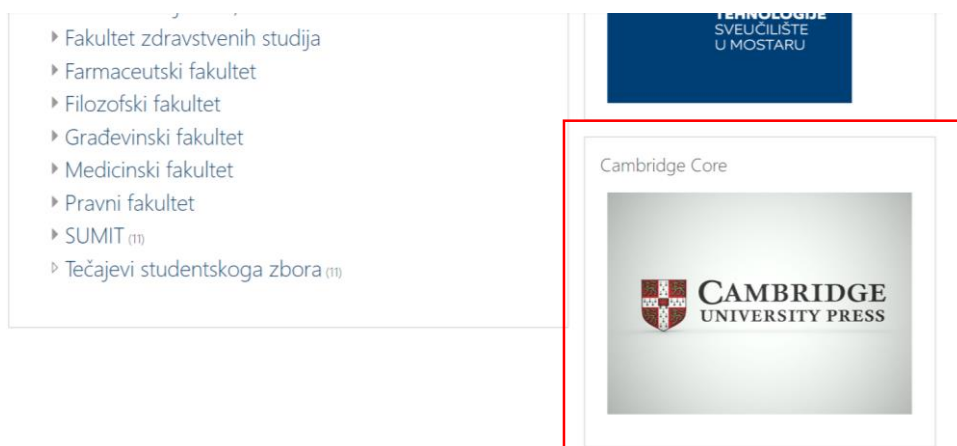 Fakultet zdravstvenih studija
Farmaceutski fakultet
Filozofski fakultet
Građevinski fakultet
Medicinski fakultet
Pravni fakultet
SUMIT (11)
Tečajevi studentskoga zbora (11)
TEHNOLOGIJE
SVEUČILIŠTE
U MOSTARU
Cambridge Core
CAMBRIDGE
UNIVERSITY PRESS